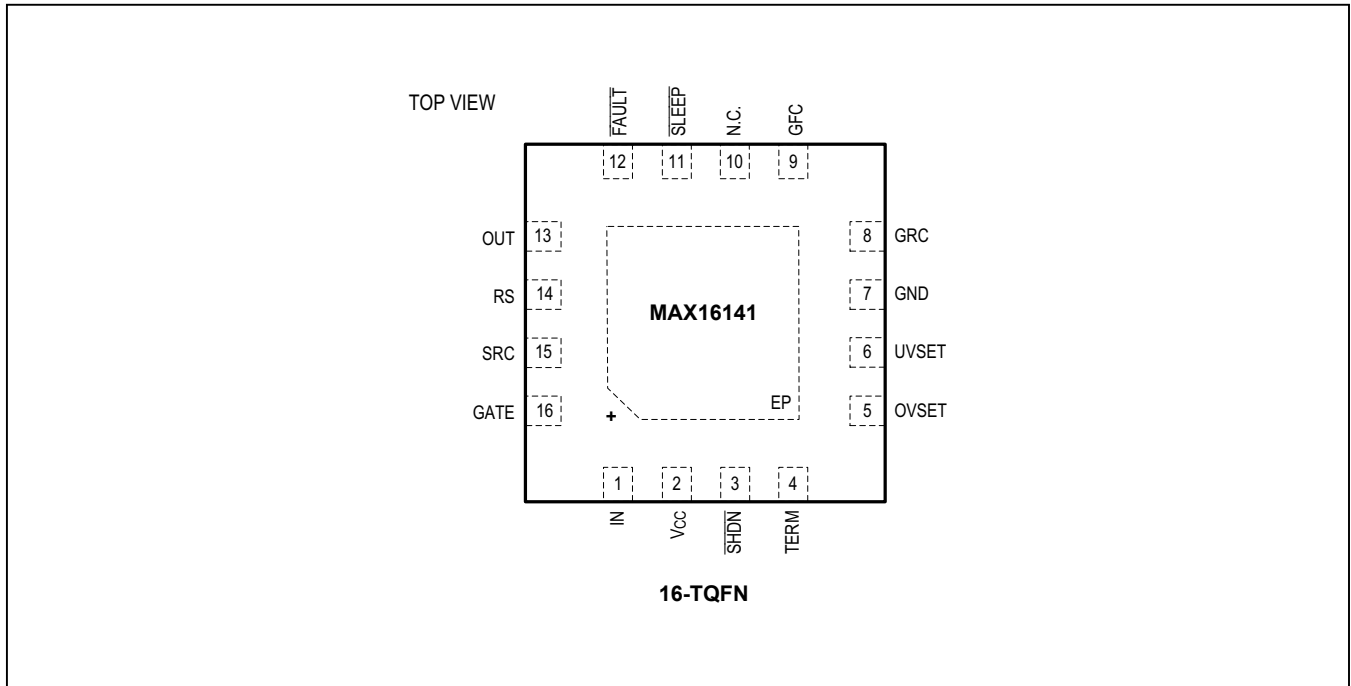 TOP VIEW
FAULT
SLEEP
N.C.
GFC
12
11
10
9
OUT 13
8 GRC
RS 14
7 GND
MAX16141
SRC 15
6 UVSET
GATE 16
EP
5 OVSET
+
1
2
3
4
IN
VCC
SHDN
TERM
16-TQFN